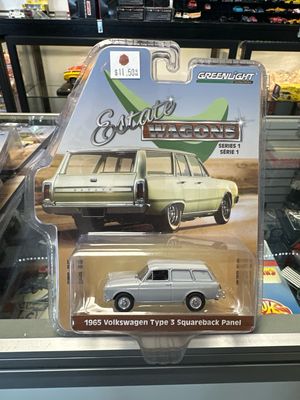 $11.50
GREENLIGHT
Estate
WAGONS
SERIES 1
SÉRIE 1
1965 Volkswagen Type 3 Squareback Panel